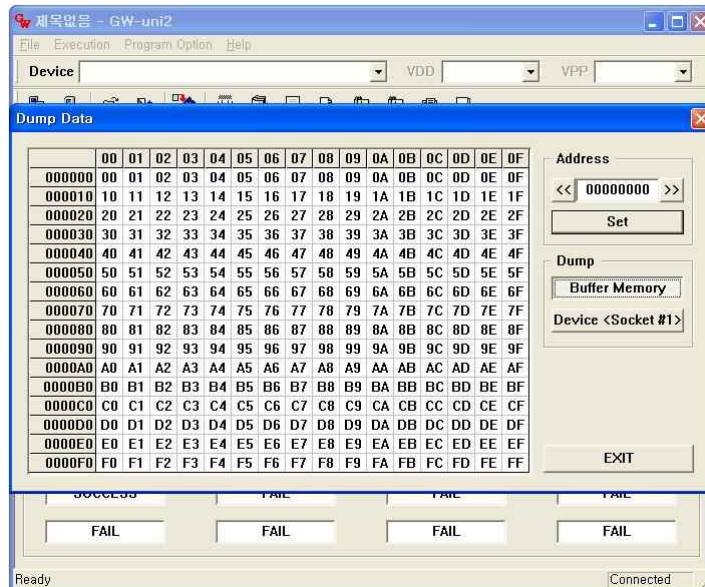 Gw 제목없음 - GW-uni2
File Execution Program Option Help
Device VDD VPP
Dump Data
00 01 02 03 04 05 06 07 08 09 0A 0B 0C 0D 0E 0F
000000 00 01 02 03 04 05 06 07 08 09 0A 0B 0C 0D 0E 0F
000010 10 11 12 13 14 15 16 17 18 19 1A 1B 1C 1D 1E 1F
000020 20 21 22 23 24 25 26 27 28 29 2A 2B 2C 2D 2E 2F
000030 30 31 32 33 34 35 36 37 38 39 3A 3B 3C 3D 3E 3F
000040 40 41 42 43 44 45 46 47 48 49 4A 4B 4C 4D 4E 4F
000050 50 51 52 53 54 55 56 57 58 59 5A 5B 5C 5D 5E 5F
000060 60 61 62 63 64 65 66 67 68 69 6A 6B 6C 6D 6E 6F
000070 70 71 72 73 74 75 76 77 78 79 7A 7B 7C 7D 7E 7F
000080 80 81 82 83 84 85 86 87 88 89 8A 8B 8C 8D 8E 8F
000090 90 91 92 93 94 95 96 97 98 99 9A 9B 9C 9D 9E 9F
0000A0 A0 A1 A2 A3 A4 A5 A6 A7 A8 A9 AA AB AC AD AE AF
0000B0 B0 B1 B2 B3 B4 B5 B6 B7 B8 B9 BA BB BC BD BE BF
0000C0 C0 C1 C2 C3 C4 C5 C6 C7 C8 C9 CA CB CC CD CE CF
0000D0 D0 D1 D2 D3 D4 D5 D6 D7 D8 D9 DA DB DC DD DE DF
0000E0 E0 E1 E2 E3 E4 E5 E6 E7 E8 E9 EA EB EC ED EE EF
0000F0 F0 F1 F2 F3 F4 F5 F6 F7 F8 F9 FA FB FC FD FE FF
Address
<< 00000000 >>
Set
Dump
Buffer Memory
Device <Socket #1>
EXIT
SUCCESS FAIL FAIL FAIL
FAIL FAIL FAIL FAIL
Ready Connected